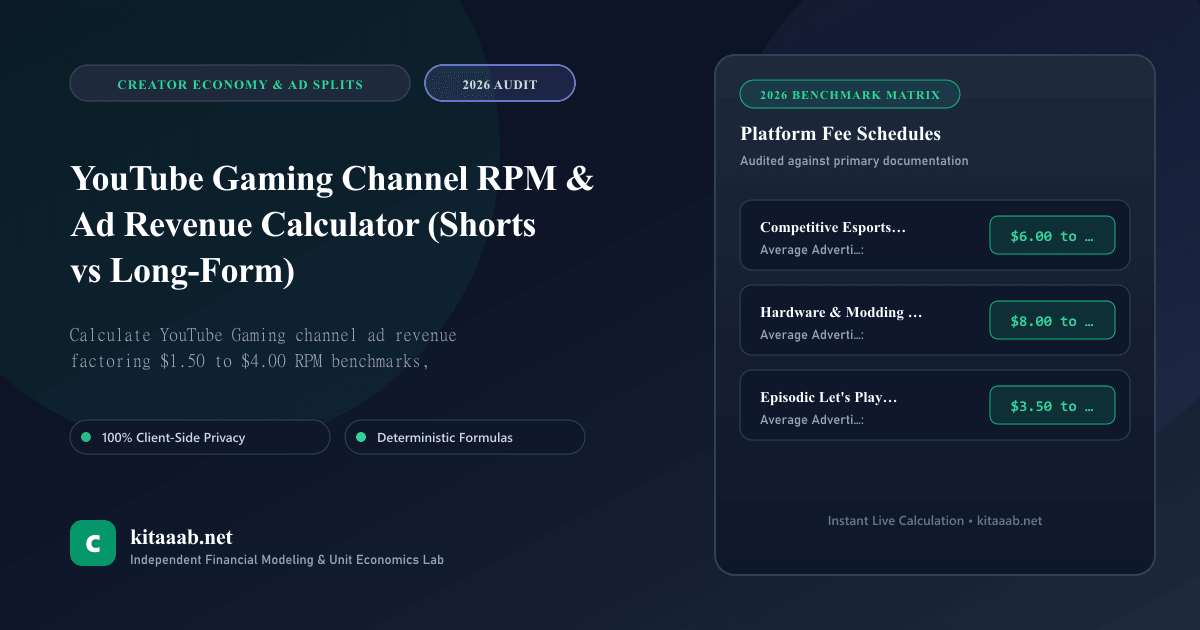 CREATOR ECONOMY & AD SPLITS
2026 AUDIT
YouTube Gaming Channel RPM &
Ad Revenue Calculator (Shorts
vs Long-Form)
Calculate YouTube Gaming channel ad revenue
factoring $1.50 to $4.00 RPM benchmarks,
100% Client-Side Privacy
Deterministic Formulas
C
kitaaab.net
Independent Financial Modeling & Unit Economics Lab
2026 BENCHMARK MATRIX
Platform Fee Schedules
Audited against primary documentation
Competitive Esports…
Average Adverti…:
$6.00 to …
Hardware & Modding …
Average Adverti…:
$8.00 to …
Episodic Let's Play…
Average Adverti…:
$3.50 to …
Instant Live Calculation • kitaaab.net